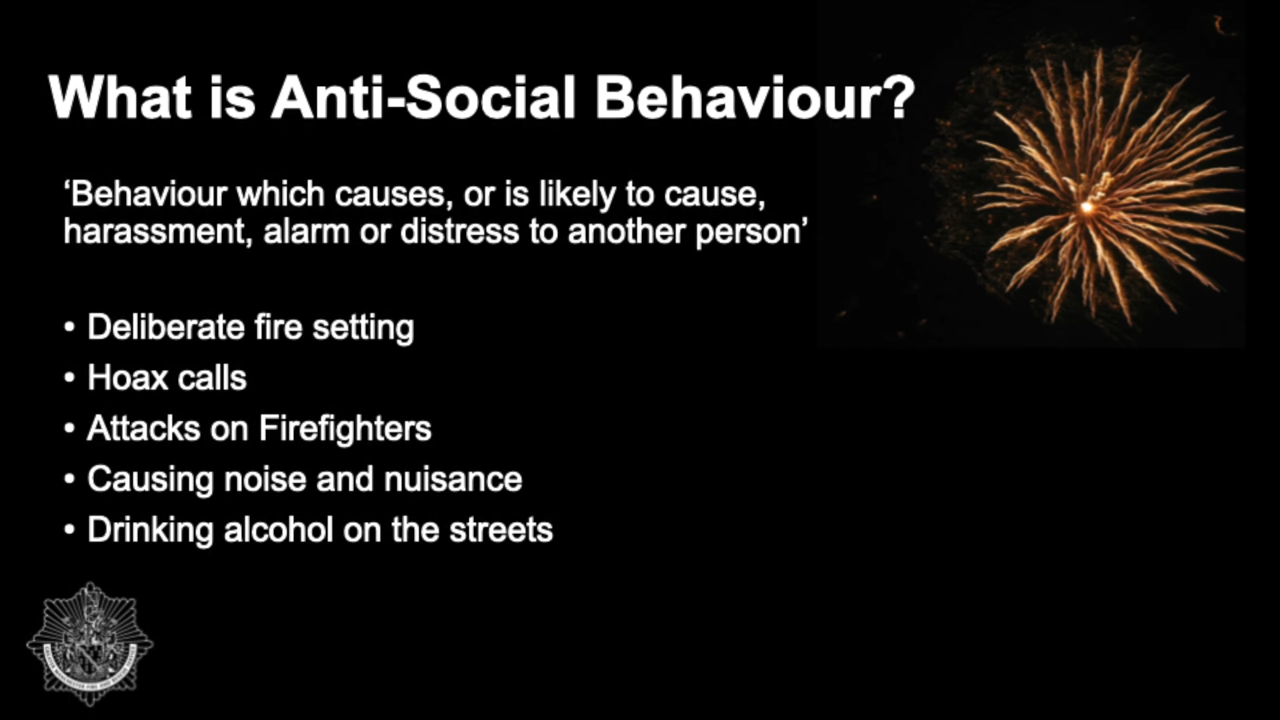 What is Anti-Social Behaviour?
‘Behaviour which causes, or is likely to cause,
harassment, alarm or distress to another person’
• Deliberate fire setting
• Hoax calls
• Attacks on Firefighters
• Causing noise and nuisance
• Drinking alcohol on the streets